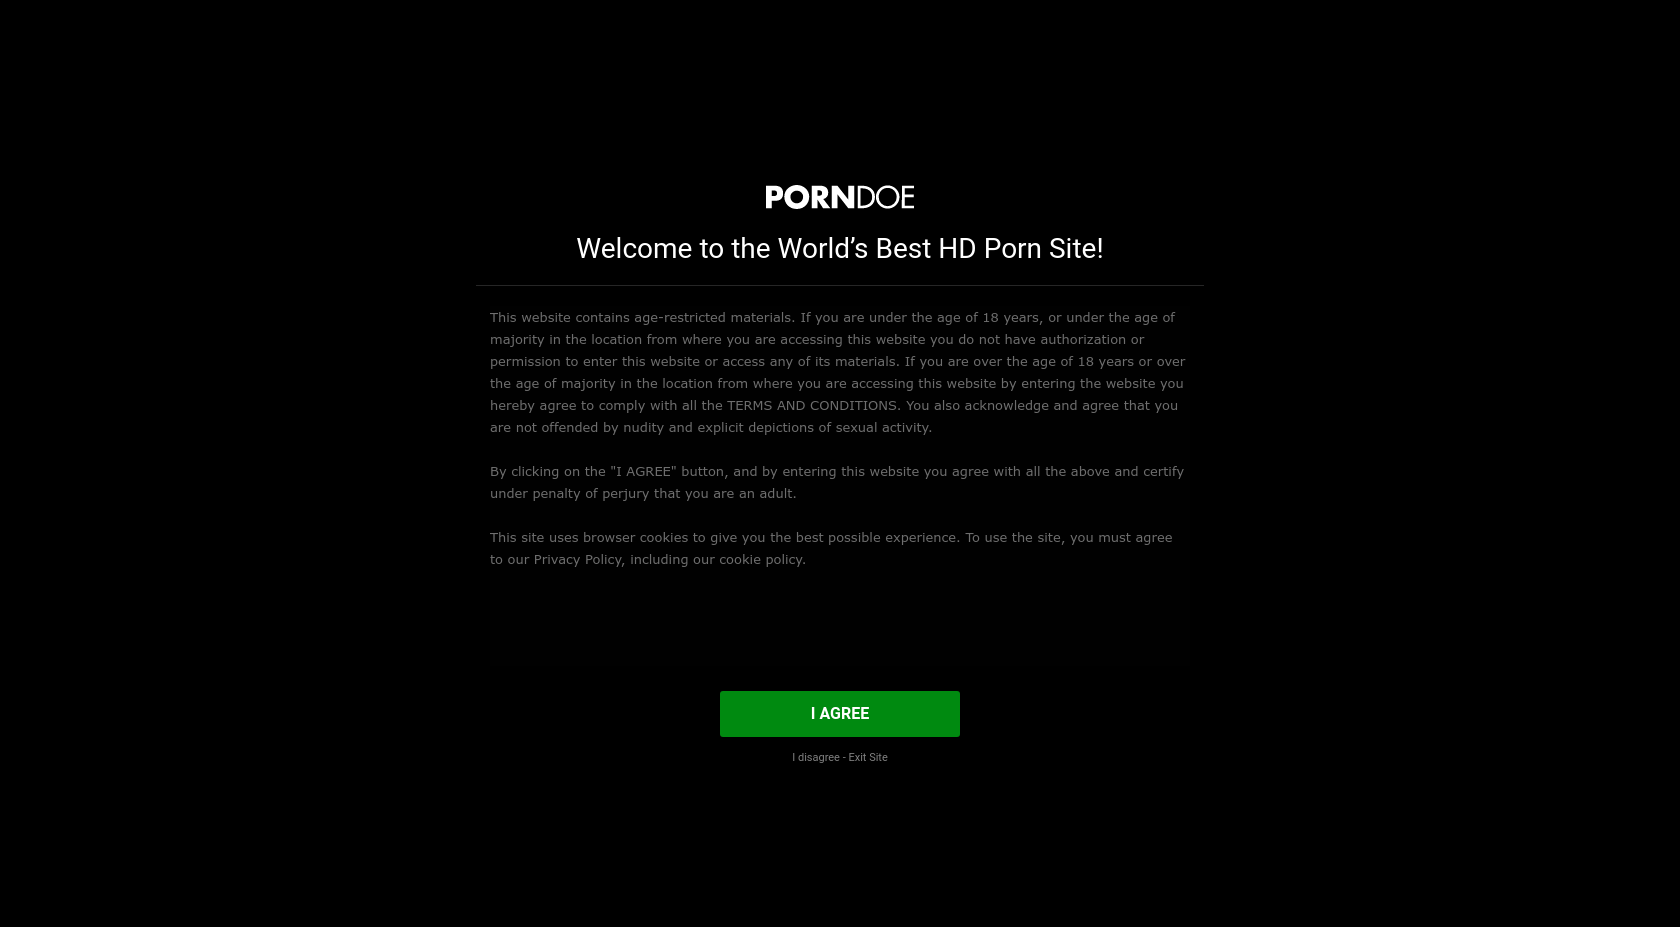 PORNDOE
Welcome to the World’s Best HD Porn Site!
This website contains age-restricted materials. If you are under the age of 18 years, or under the age of
majority in the location from where you are accessing this website you do not have authorization or
permission to enter this website or access any of its materials. If you are over the age of 18 years or over
the age of majority in the location from where you are accessing this website by entering the website you
hereby agree to comply with all the TERMS AND CONDITIONS. You also acknowledge and agree that you
are not offended by nudity and explicit depictions of sexual activity.
By clicking on the "I AGREE" button, and by entering this website you agree with all the above and certify
under penalty of perjury that you are an adult.
This site uses browser cookies to give you the best possible experience. To use the site, you must agree
to our Privacy Policy, including our cookie policy.
I AGREE
I disagree - Exit Site